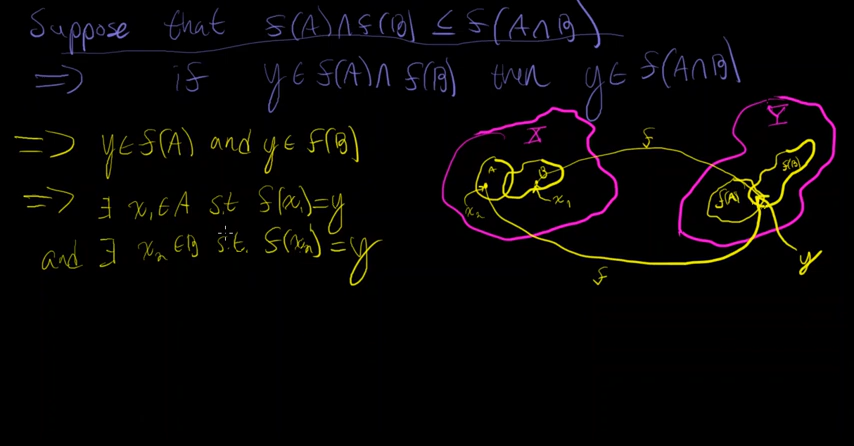 Suppose that f(A)∩f(B) ⊆ f(A∩B)
⟹ if y∈f(A)∩f(B) then y∈f(A∩B)
⟹ y∈f(A) and y∈f(B)
⟹ ∃ x₁∈A s.t f(x₁)=y
and ∃ x₂∈B s.t. f(x₂)=y
X
Y
f
A
B
f(B)
f(A)
x₂
x₁
y
f